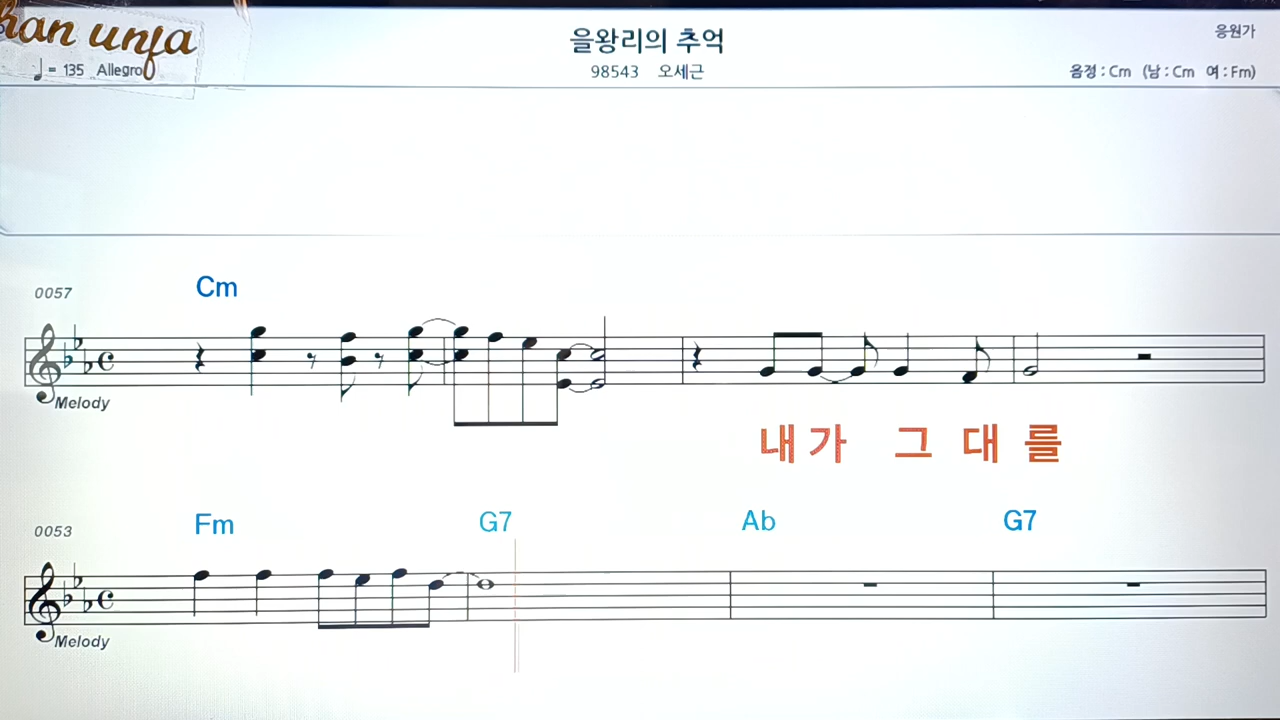 han unfa
을왕리의 추억
응원가
♩= 135 Allegro
98543 오세근
음정 : Cm (남 : Cm 여 : Fm)
0057
Cm
Melody
내 가 그 대 를
0053
Fm G7 Ab G7
Melody